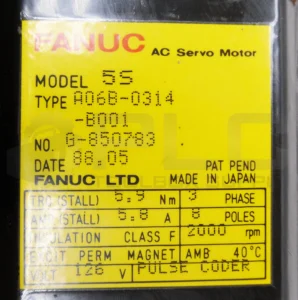 FANUC AC Servo Motor
MODEL 5S
TYPE A06B-0314
-B001
NO. G-850783
DATE 88.05 PAT PEND
FANUC LTD MADE IN JAPAN
TRQ (STALL) 5.9 Nm 3 PHASE
AMP (STALL) 5.8 A 8 POLES
INSULATION CLASS F 2000 rpm
EXCIT PERM MAGNET AMB 40°C
VOLT 126 V PULSE CODER